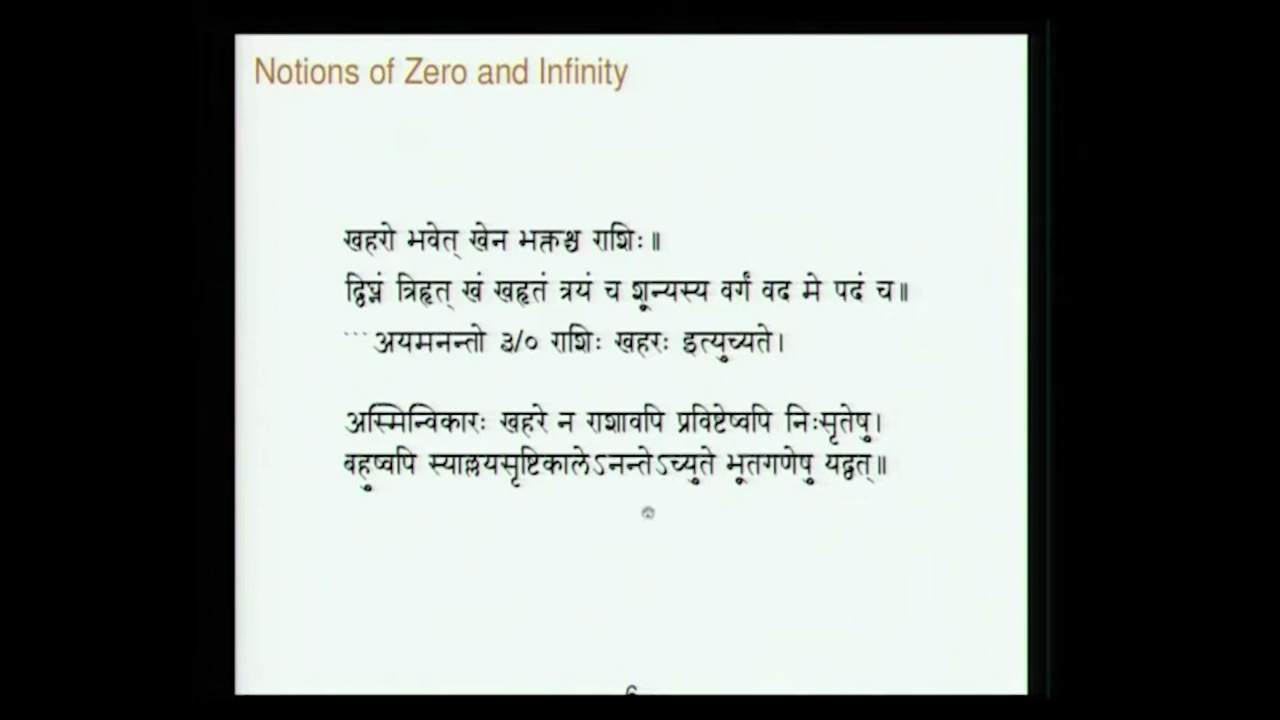 Notions of Zero and Infinity
खहरो भवेत् खेन भक्तश्च राशिः॥
द्विघ्नं त्रिहृत् खं खहृतं त्रयं च शून्यस्य वर्गं वद मे पदं च॥
```अयमनन्तो ३/० राशिः खहरः इत्युच्यते।
अस्मिन्विकारः खहरे न राशावपि प्रविष्टेष्वपि निःसृतेषु।
बहुष्वपि स्याल्लयसृष्टिकालेऽनन्तेऽच्युते भूतगणेषु यद्वत्॥